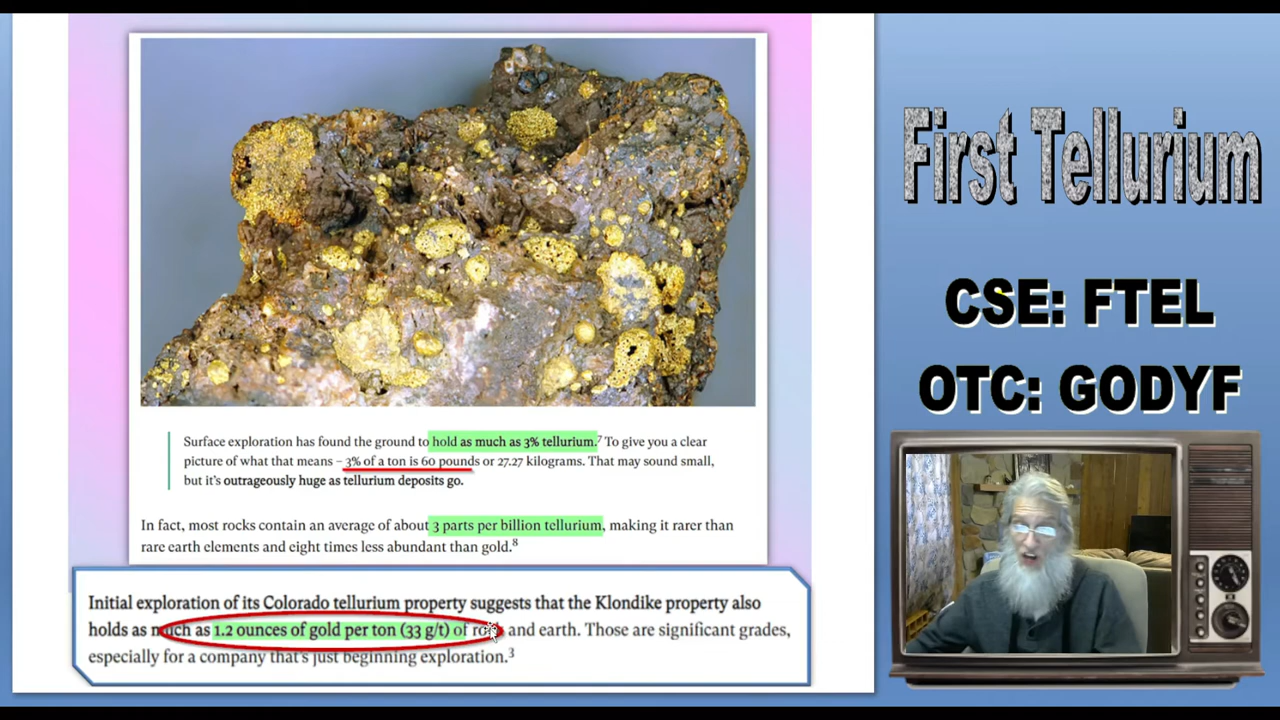 Surface exploration has found the ground to hold as much as 3% tellurium.7 To give you a clear
picture of what that means – 3% of a ton is 60 pounds or 27.27 kilograms. That may sound small,
but it's outrageously huge as tellurium deposits go.
In fact, most rocks contain an average of about 3 parts per billion tellurium, making it rarer than
rare earth elements and eight times less abundant than gold.8
Initial exploration of its Colorado tellurium property suggests that the Klondike property also
holds as much as 1.2 ounces of gold per ton (33 g/t) of rock and earth. Those are significant grades,
especially for a company that's just beginning exploration.3
First Tellurium
CSE: FTEL
OTC: GODYF